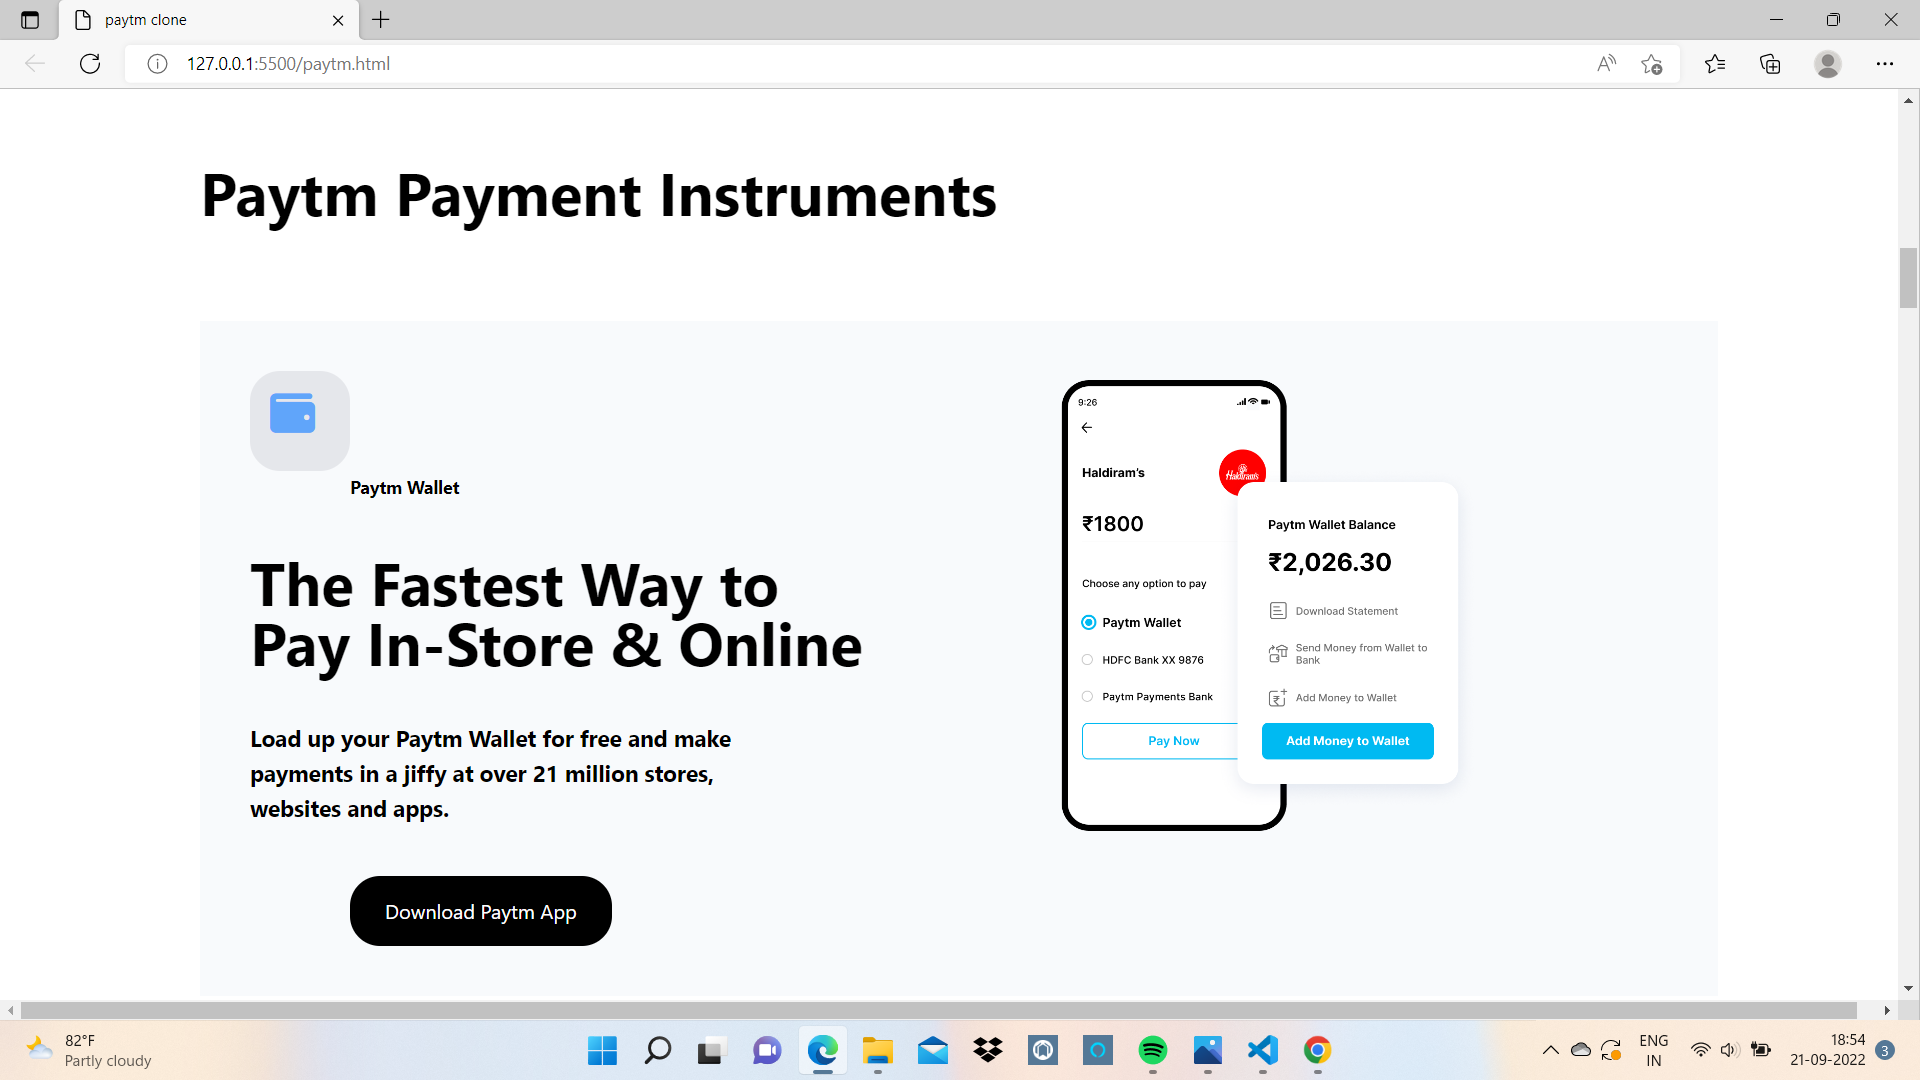 paytm clone
127.0.0.1:5500/paytm.html
Paytm Payment Instruments
Paytm Wallet
The Fastest Way to
Pay In-Store & Online
Load up your Paytm Wallet for free and make
payments in a jiffy at over 21 million stores,
websites and apps.
Download Paytm App
9:26
Haldiram's
Haldiram's
₹1800
Choose any option to pay
Paytm Wallet
HDFC Bank XX 9876
Paytm Payments Bank
Pay Now
Paytm Wallet Balance
₹2,026.30
Download Statement
Send Money from Wallet to
Bank
Add Money to Wallet
Add Money to Wallet
82°F
Partly cloudy
ENG
IN
18:54
21-09-2022
3